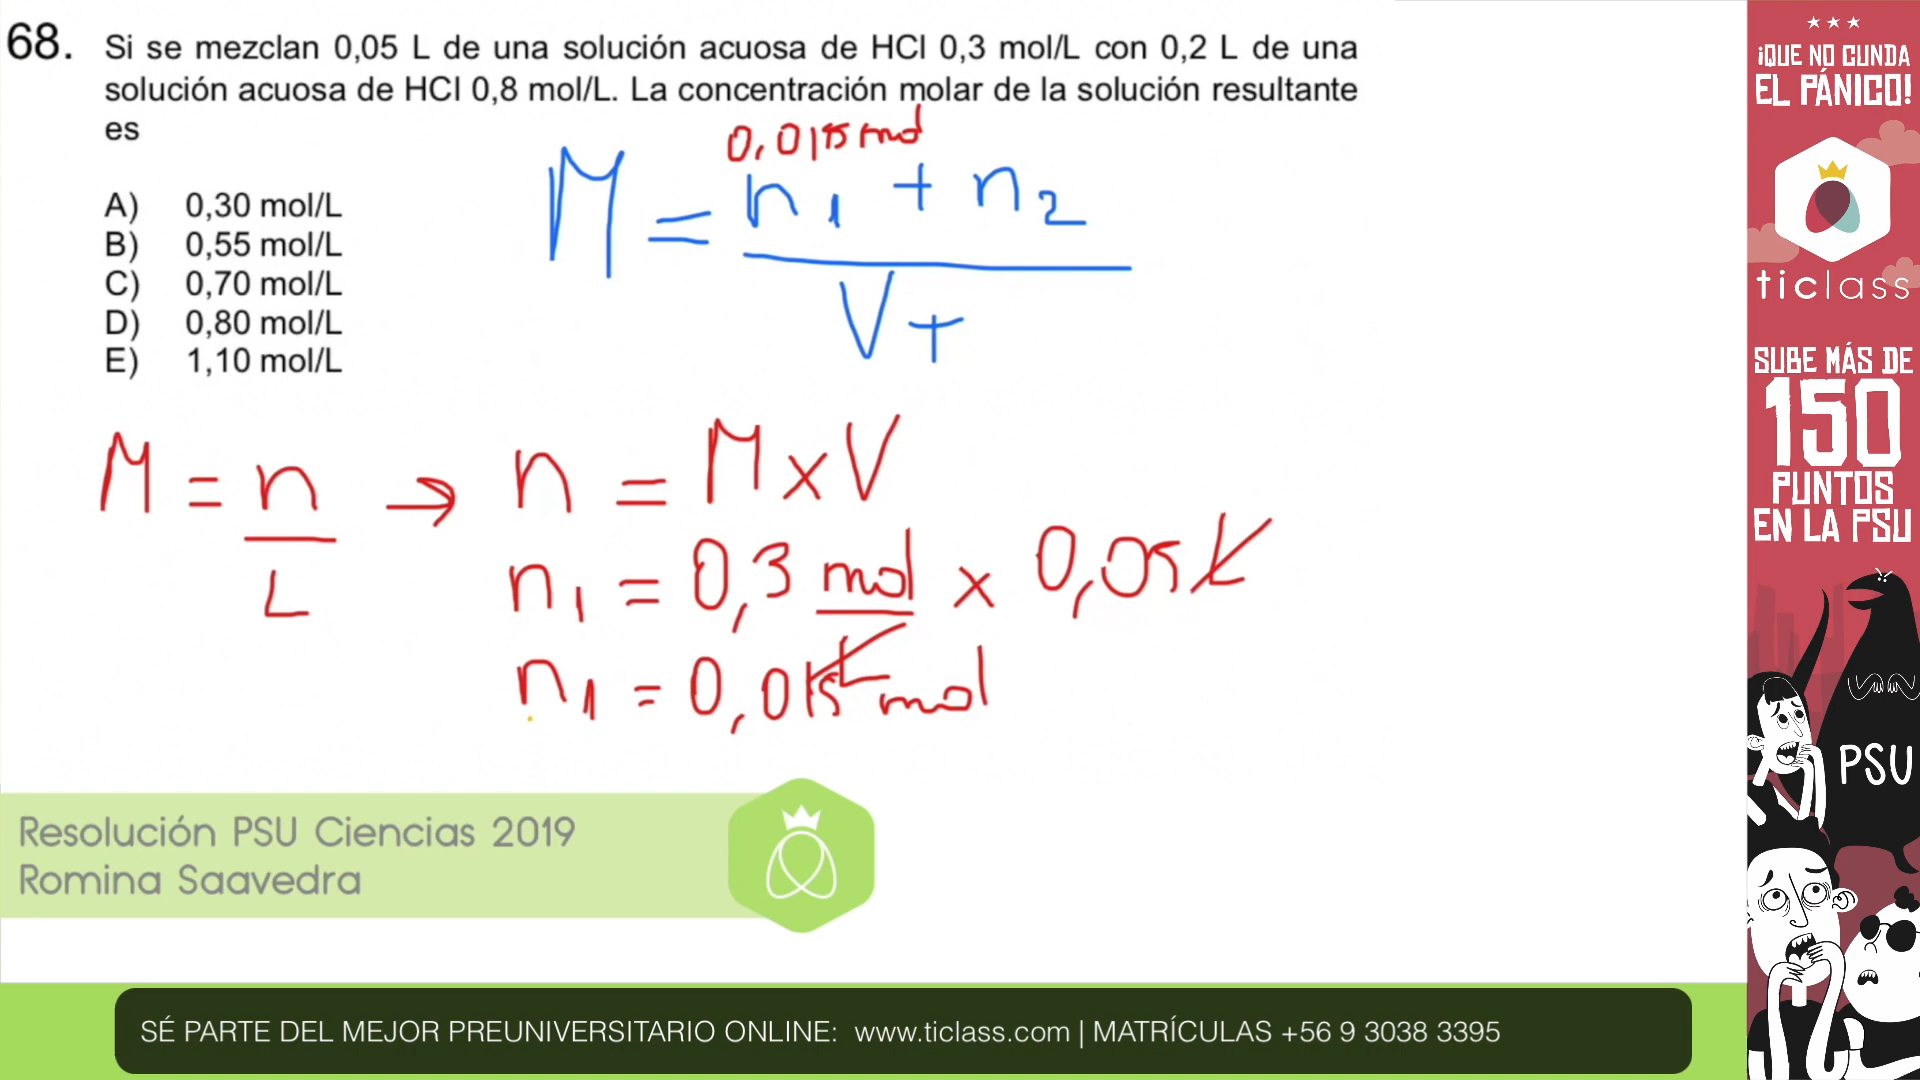 68. Si se mezclan 0,05 L de una solución acuosa de HCl 0,3 mol/L con 0,2 L de una
solución acuosa de HCl 0,8 mol/L. La concentración molar de la solución resultante
es
A) 0,30 mol/L
B) 0,55 mol/L
C) 0,70 mol/L
D) 0,80 mol/L
E) 1,10 mol/L
0,015 mol
M = n1 + n2
VT
M = n → n = M x V
L
n1 = 0,3 mol x 0,05 L
L
n1 = 0,015 mol
Resolución PSU Ciencias 2019
Romina Saavedra
SÉ PARTE DEL MEJOR PREUNIVERSITARIO ONLINE: www.ticlass.com | MATRÍCULAS +56 9 3038 3395
¡QUE NO CUNDA
EL PÁNICO!
ticlass
SUBE MÁS DE
150
PUNTOS
EN LA PSU
PSU